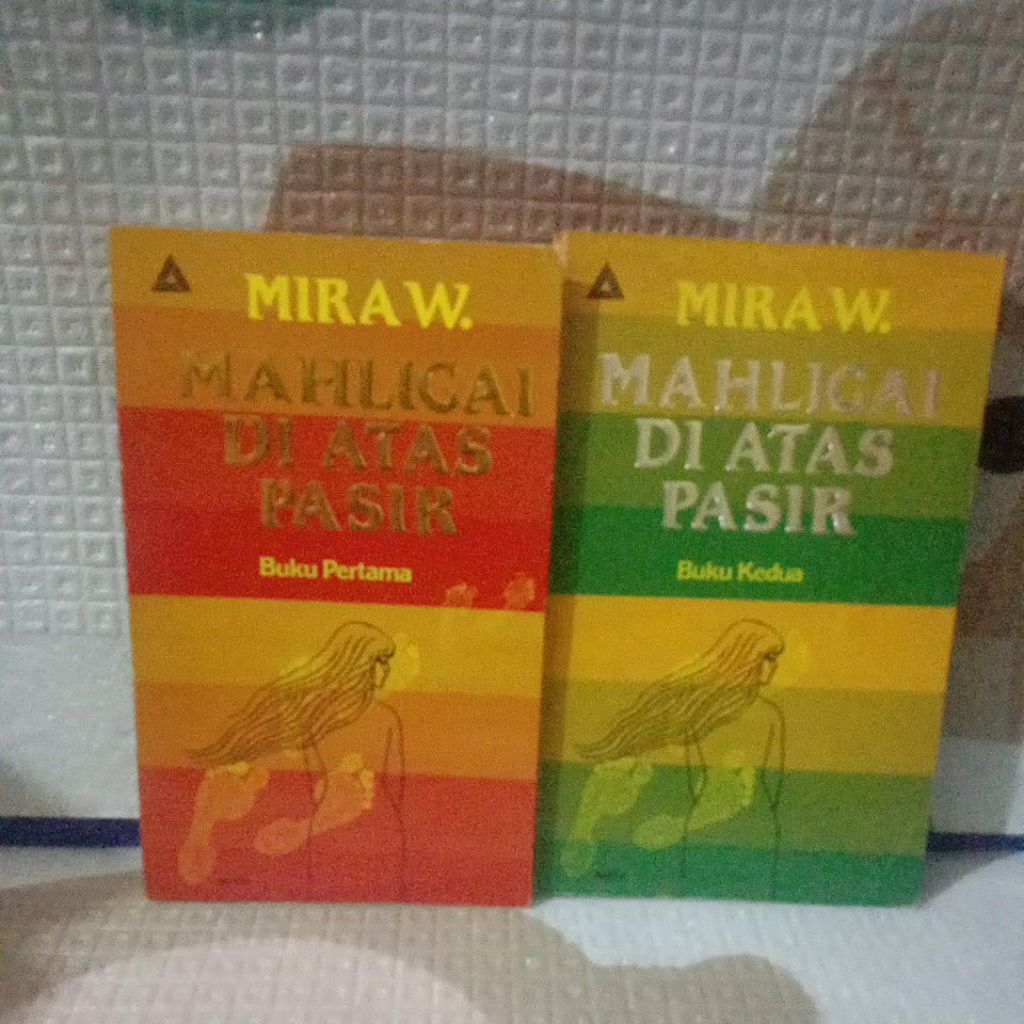 MIRA W.
MAHLIGAI
DI ATAS
PASIR
Buku Pertama
MIRA W.
MAHLIGAI
DI ATAS
PASIR
Buku Kedua